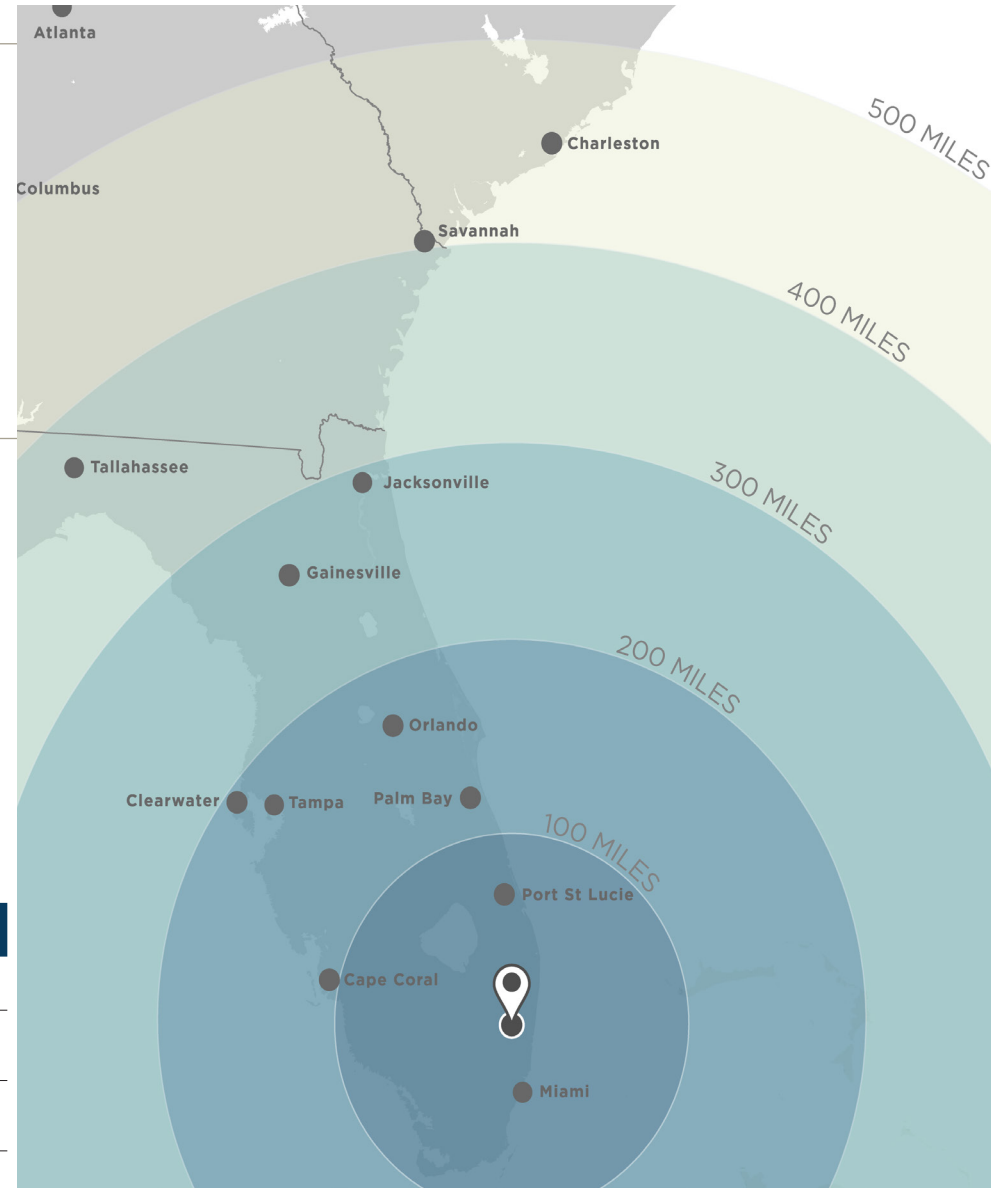 Atlanta
500 MILES
Charleston
Columbus
Savannah
400 MILES
Tallahassee
300 MILES
Jacksonville
Gainesville
200 MILES
Orlando
Clearwater
Tampa
Palm Bay
100 MILES
Port St Lucie
Cape Coral
Miami